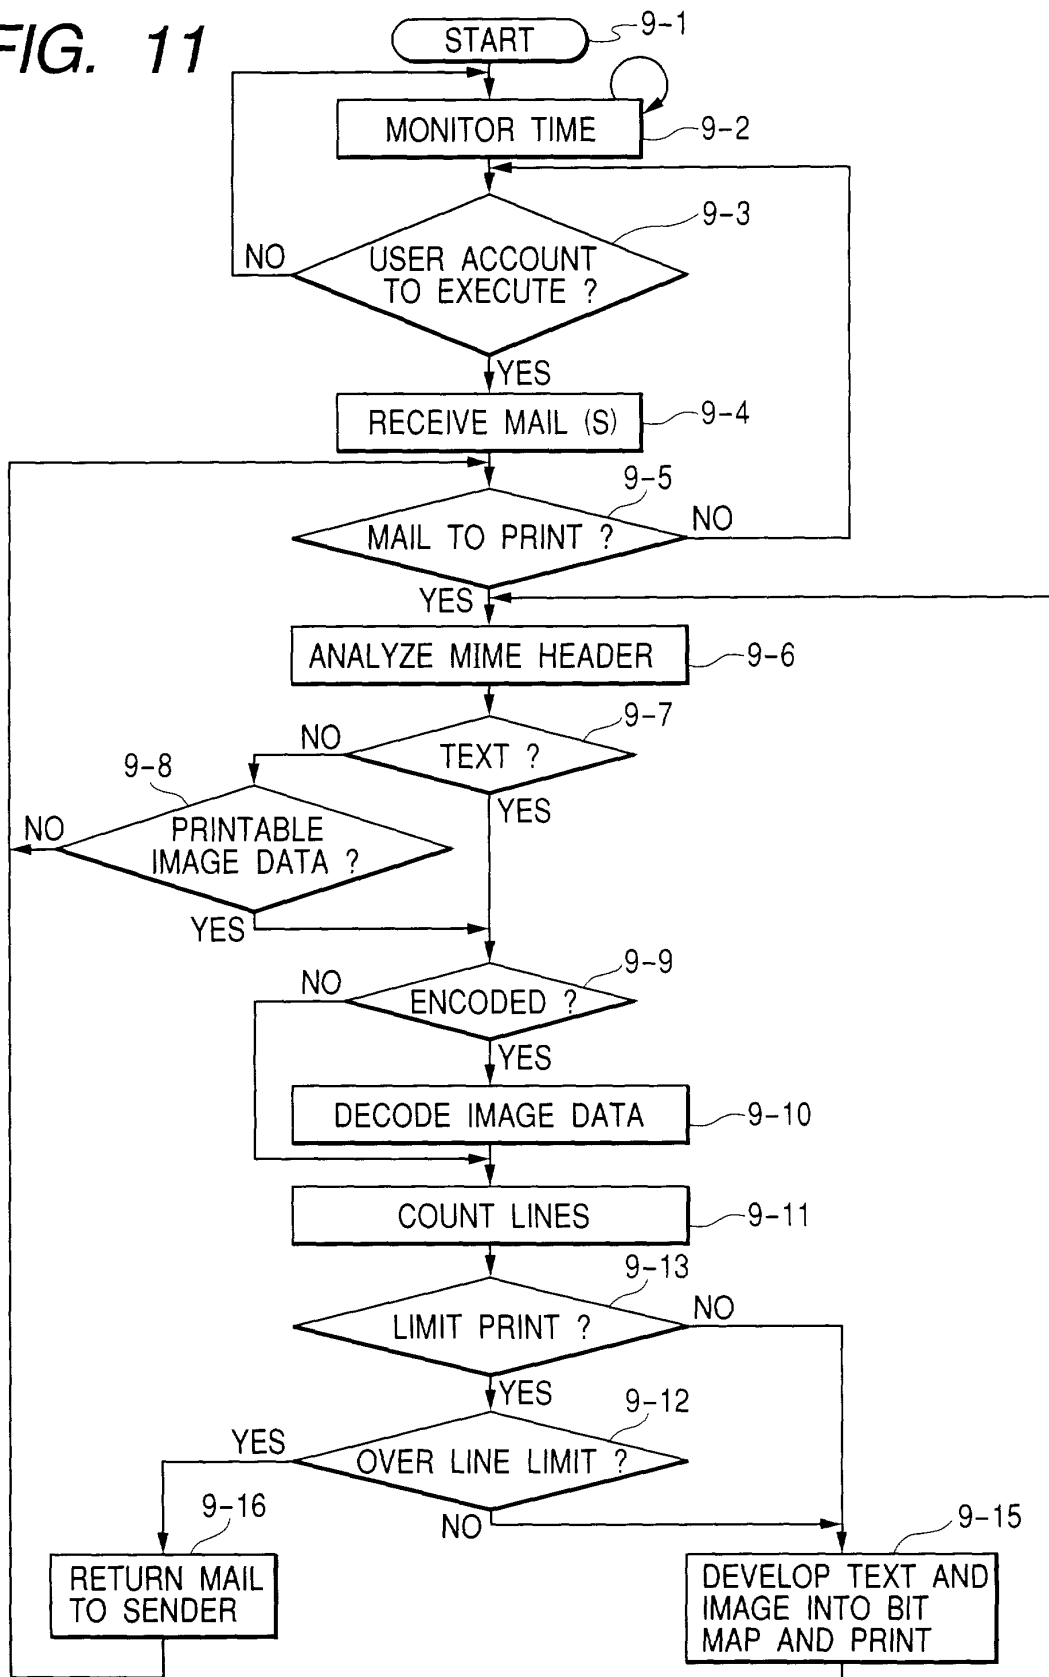 FIG. 11
START
9-1
MONITOR TIME
9-2
9-3
NO
USER ACCOUNT
TO EXECUTE ?
YES
RECEIVE MAIL (S)
9-4
9-5
MAIL TO PRINT ?
NO
YES
ANALYZE MIME HEADER
9-6
9-7
NO
TEXT ?
9-8
YES
NO
PRINTABLE
IMAGE DATA ?
YES
9-9
NO
ENCODED ?
YES
DECODE IMAGE DATA
9-10
COUNT LINES
9-11
9-13
NO
LIMIT PRINT ?
YES
9-12
YES
OVER LINE LIMIT ?
9-16
NO
9-15
RETURN MAIL
TO SENDER
DEVELOP TEXT AND
IMAGE INTO BIT
MAP AND PRINT